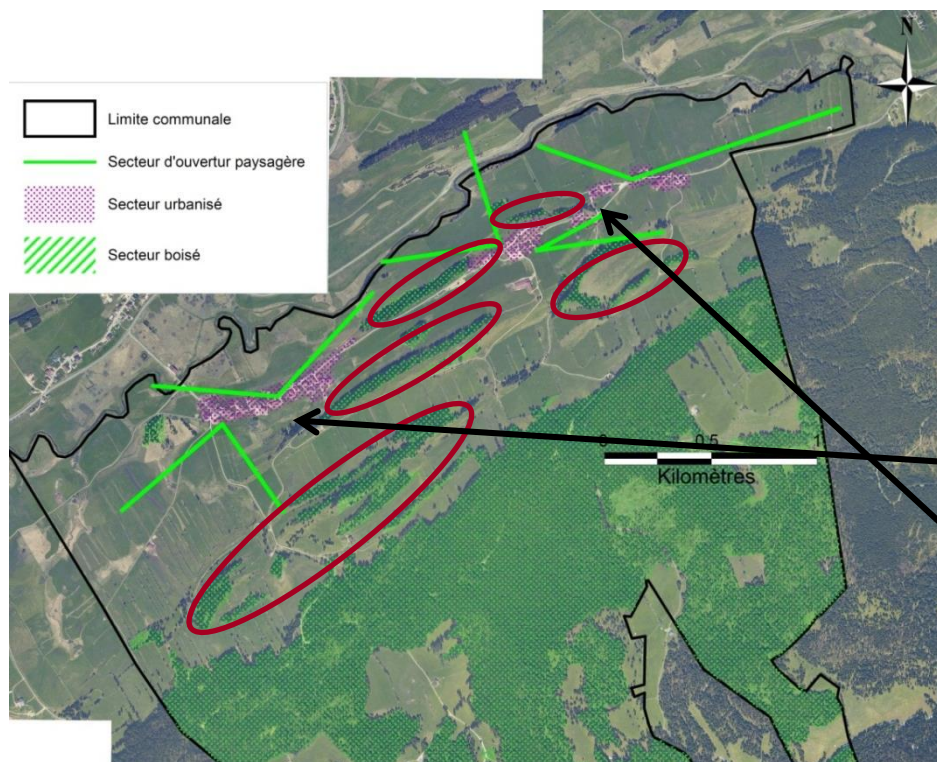 N
Limite communale
Secteur d'ouvertur paysagère
Secteur urbanisé
Secteur boisé
0 0.5 1
Kilomètres